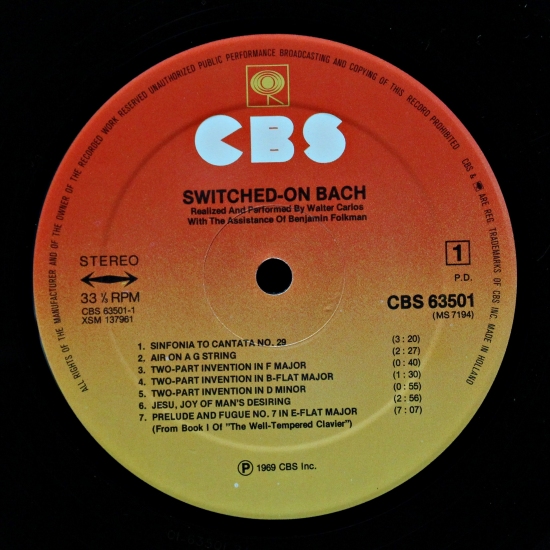 ALL RIGHTS OF THE MANUFACTURER AND OF THE OWNER OF THE RECORDED WORK RESERVED UNAUTHORIZED PUBLIC PERFORMANCE BROADCASTING AND COPYING OF THIS RECORD PROHIBITED
CBS & ARE REG. TRADEMARKS OF CBS INC. MADE IN HOLLAND
CBS
SWITCHED-ON BACH
Realized And Performed By Walter Carlos
With The Assistance Of Benjamin Folkman
STEREO
33 ⅓ RPM
CBS 63501-1
XSM 137961
1
P.D.
CBS 63501
(MS 7194)
1. SINFONIA TO CANTATA NO. 29 (3:20)
2. AIR ON A G STRING (2:27)
3. TWO-PART INVENTION IN F MAJOR (0:40)
4. TWO-PART INVENTION IN B-FLAT MAJOR (1:30)
5. TWO-PART INVENTION IN D MINOR (0:55)
6. JESU, JOY OF MAN'S DESIRING (2:56)
7. PRELUDE AND FUGUE NO. 7 IN E-FLAT MAJOR (7:07)
(From Book I Of "The Well-Tempered Clavier")
℗ 1969 CBS Inc.